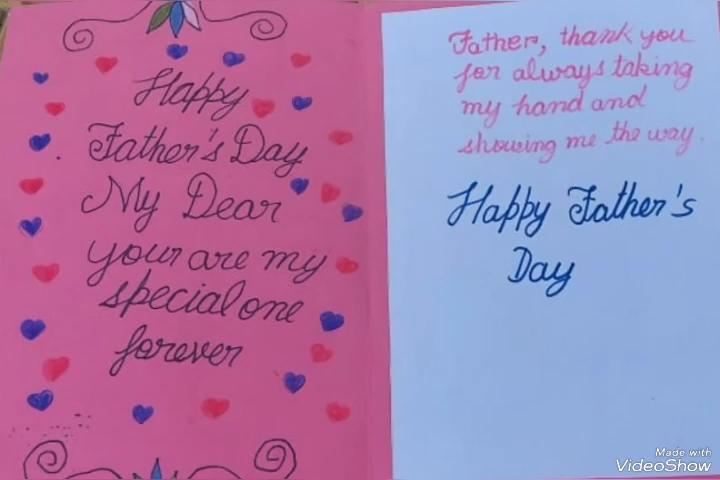 Happy
Father's Day
My Dear
your are my
special one
forever
Father, thank you
for always taking
my hand and
showing me the way.
Happy Father's
Day
Made with
VideoShow